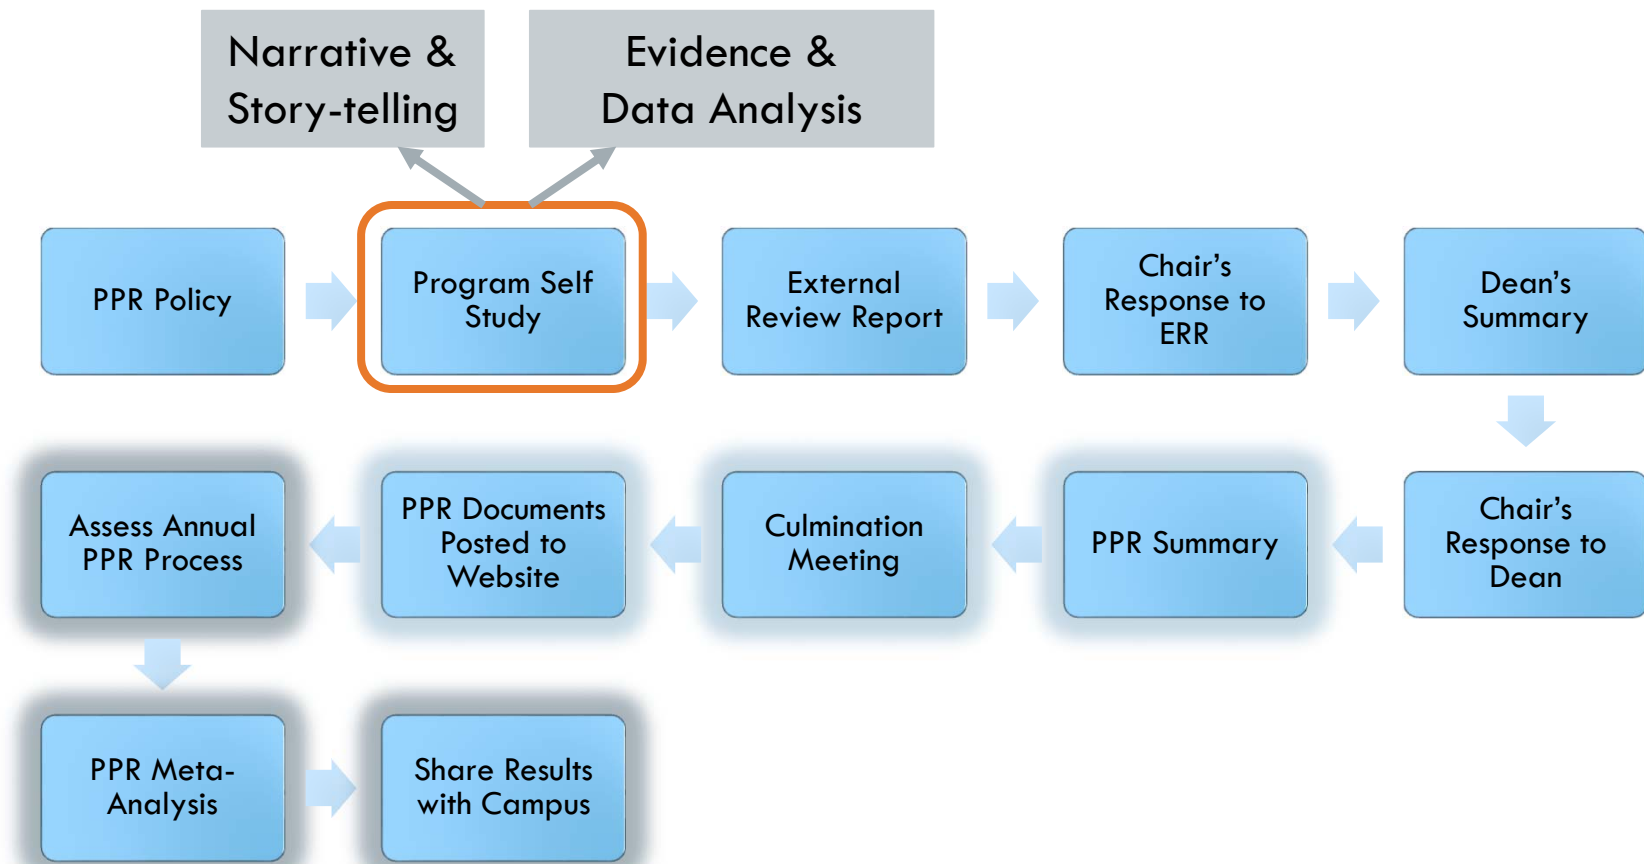 Narrative &
Story-telling
Evidence &
Data Analysis
PPR Policy
Program Self
Study
External
Review Report
Chair's
Response to
ERR
Dean's
Summary
Assess Annual
PPR Process
PPR Documents
Posted to
Website
Culmination
Meeting
PPR Summary
Chair's
Response to
Dean
PPR Meta-
Analysis
Share Results
with Campus